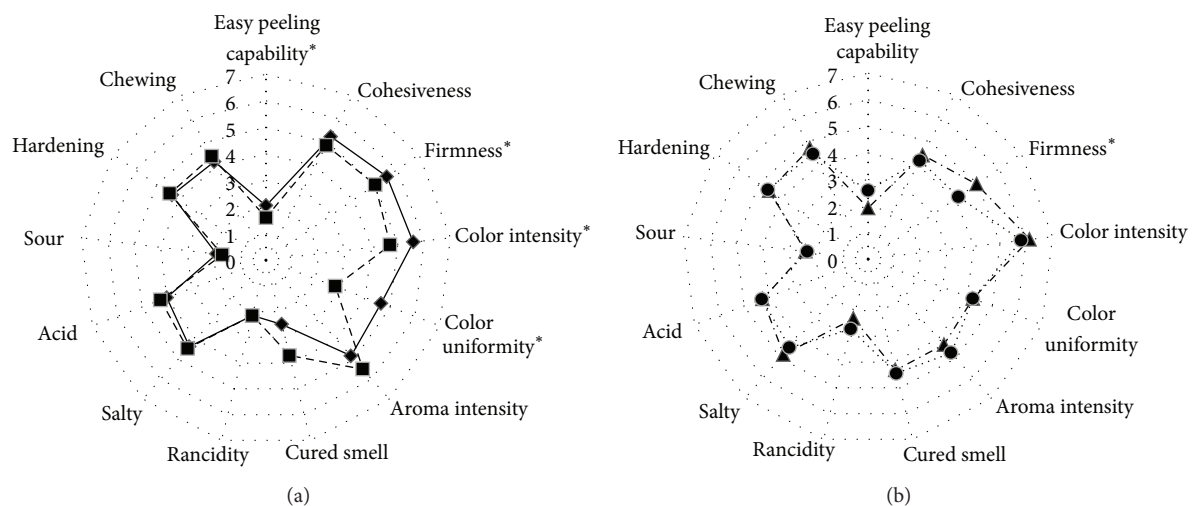 Easy peeling
capability*
Chewing
Cohesiveness
Hardening
Firmness*
Sour
Color intensity*
Acid
Color
uniformity*
Salty
Aroma intensity
Rancidity
Cured smell
7
6
5
4
3
2
1
0
(a)
Easy peeling
capability
Chewing
Cohesiveness
Hardening
Firmness*
Sour
Color intensity
Acid
Color
uniformity
Salty
Aroma intensity
Rancidity
Cured smell
7
6
5
4
3
2
1
0
(b)